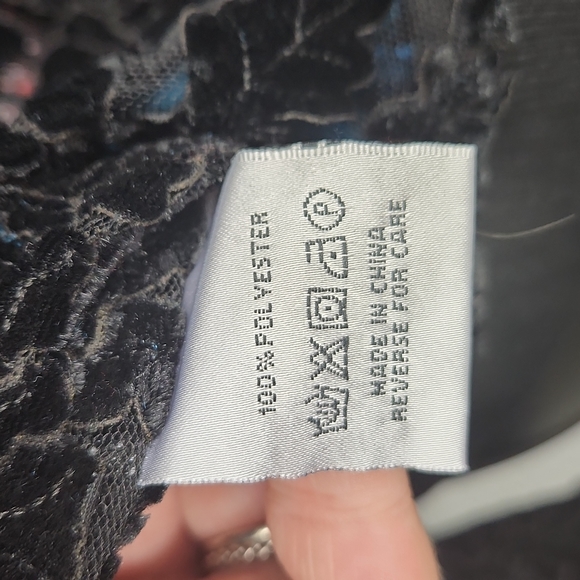 100% POLYESTER
P
MADE IN CHINA
REVERSE FOR CARE